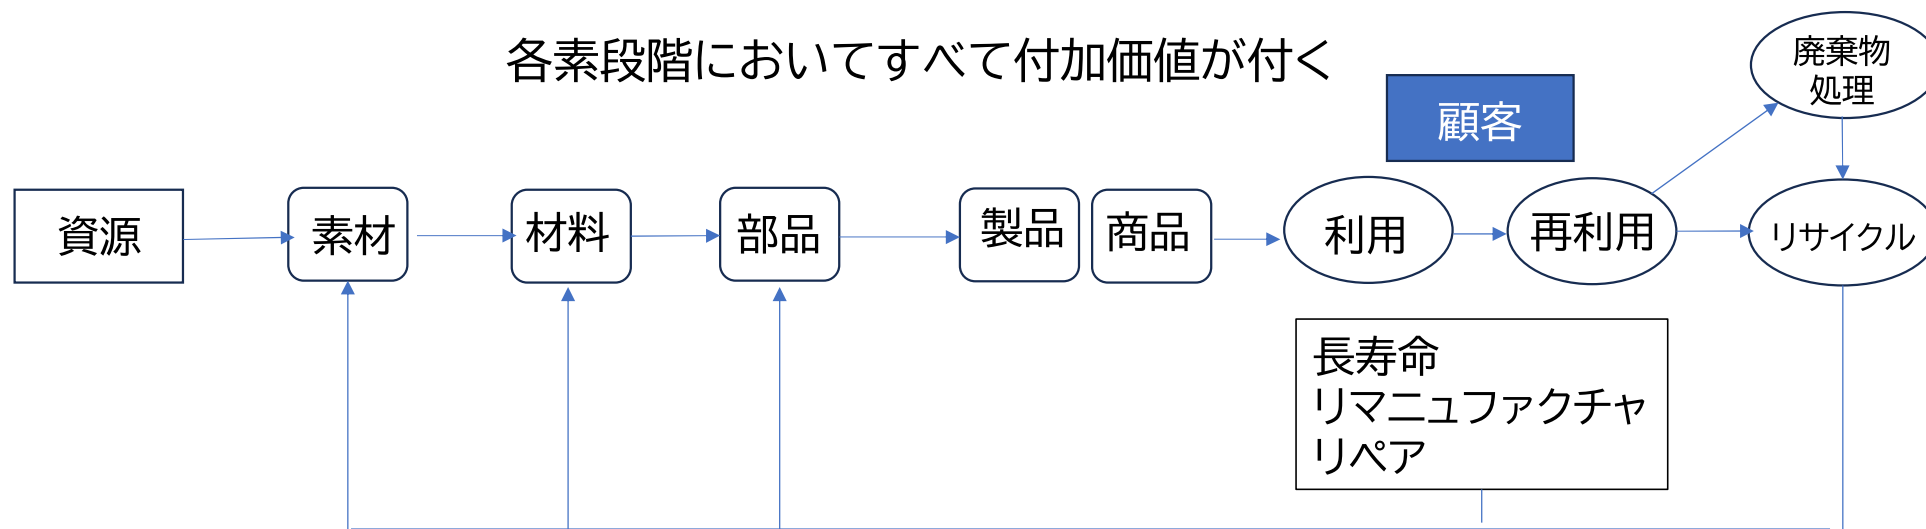 各素段階においてすべて付加価値が付く
廃棄物
処理
顧客
資源
素材
材料
部品
製品
商品
利用
再利用
リサイクル
長寿命
リマニュファクチャ
リペア